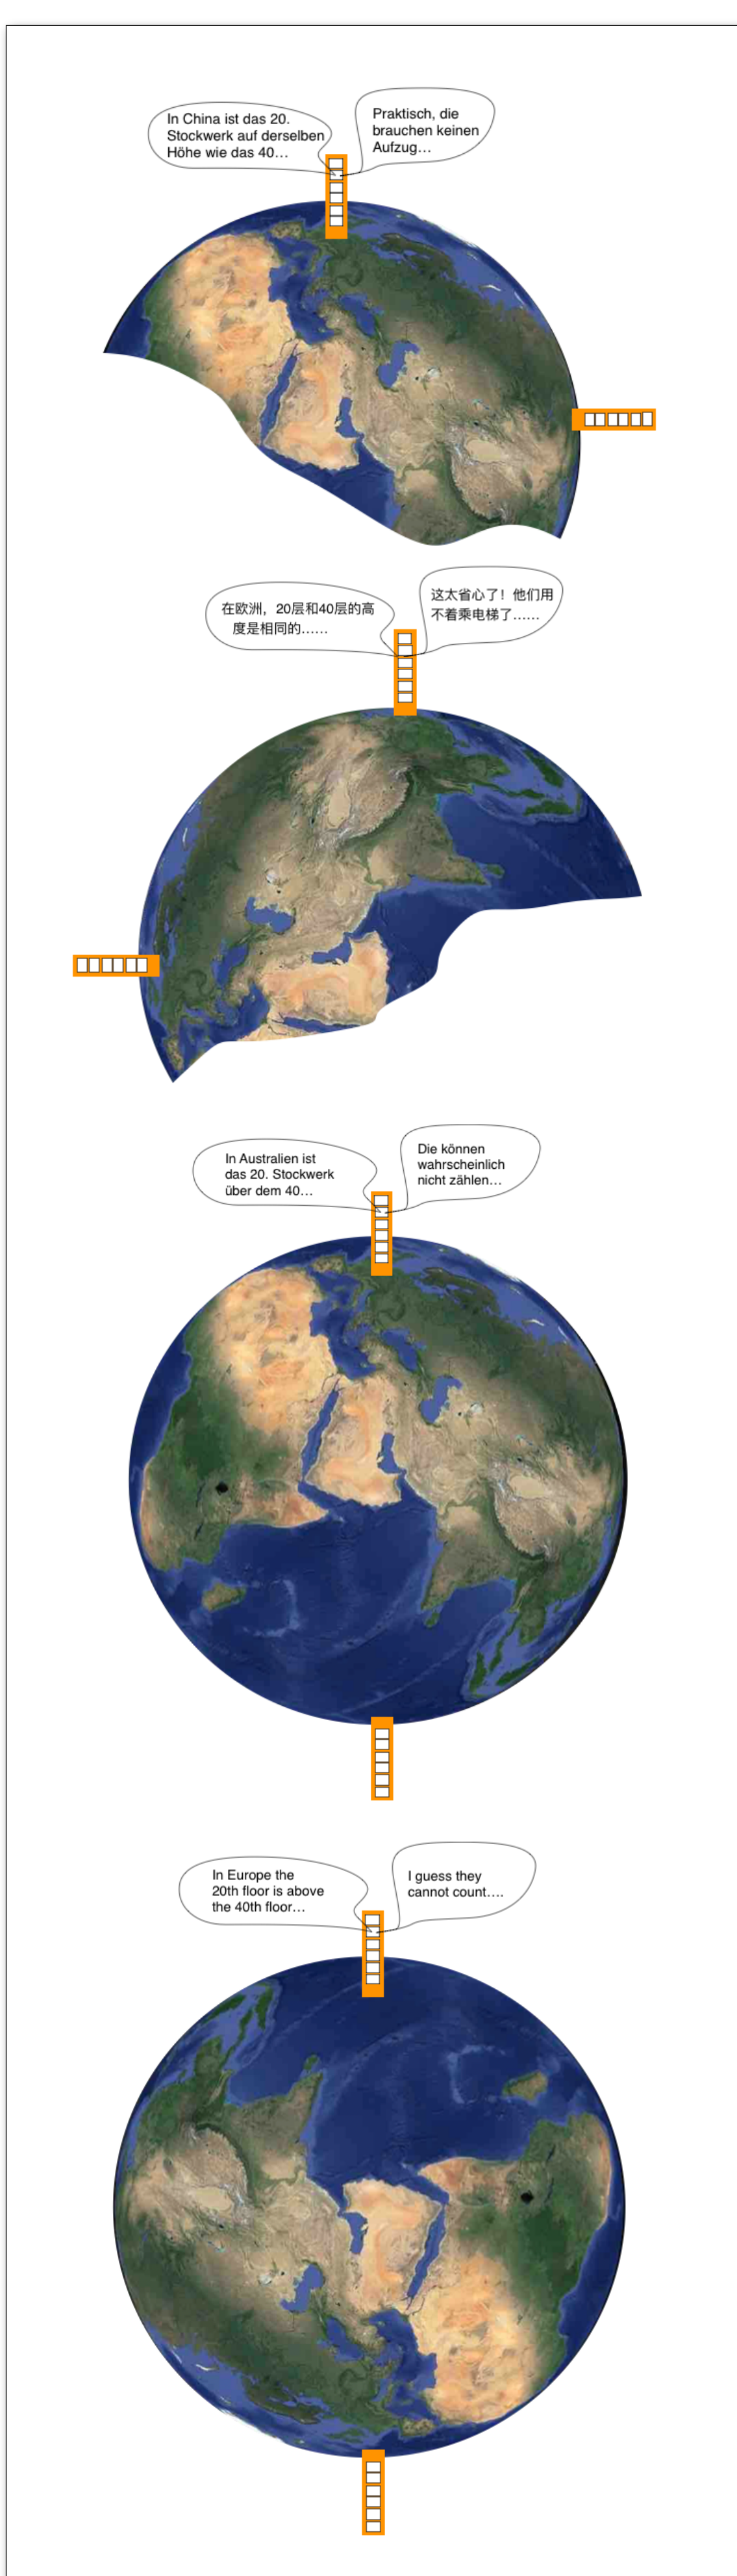 In China ist das 20.
Stockwerk auf derselben
Höhe wie das 40…
Praktisch, die
brauchen keinen
Aufzug…
在欧洲，20层和40层的高
度是相同的……
这太省心了！他们用
不着乘电梯了……
In Australien ist
das 20. Stockwerk
über dem 40…
Die können
wahrscheinlich
nicht zählen…
In Europe the
20th floor is above
the 40th floor…
I guess they
cannot count….